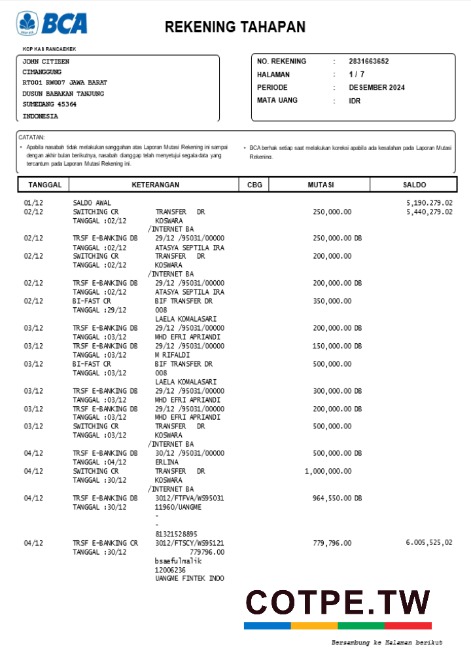 BCA
REKENING TAHAPAN
KCP KAS RANCAEKEK
JOHN CITIZEN
CIMANGGUNG
RT001 RW007 JAWA BARAT
DUSUN BABAKAN TANJUNG
SUMEDANG 45364
INDONESIA
NO. REKENING : 2831663652
HALAMAN : 1 / 7
PERIODE : DESEMBER 2024
MATA UANG : IDR
CATATAN:
• Apabila nasabah tidak melakukan sanggahan atas Laporan Mutasi Rekening ini sampai
dengan akhir bulan berikutnya, nasabah dianggap telah menyetujui segala data yang
tercantum pada Laporan Mutasi Rekening ini.
• BCA berhak setiap saat melakukan koreksi apabila ada kesalahan pada Laporan Mutasi
Rekening.
TANGGAL KETERANGAN CBG MUTASI SALDO
01/12 SALDO AWAL 5,190.279.02
02/12 SWITCHING CR TRANSFER DR 250,000.00 5,440,279.02
TANGGAL :02/12 KOSWARA
/INTERNET BA
02/12 TRSF E-BANKING DB 29/12 /95031/00000 250,000.00 DB
TANGGAL :02/12 ATASYA SEPTILA IRA
02/12 SWITCHING CR TRANSFER DR 200,000.00
TANGGAL :02/12 KOSWARA
/INTERNET BA
02/12 TRSF E-BANKING DB 29/12 /95031/00000 200,000.00 DB
TANGGAL :02/12 ATASYA SEPTILA IRA
02/12 BI-FAST CR BIF TRANSFER DR 350,000.00
TANGGAL :29/12 008
LAELA KOMALASARI
03/12 TRSF E-BANKING DB 29/12 /95031/00000 200,000.00 DB
TANGGAL :03/12 MHD EFRI APRIANDI
03/12 TRSF E-BANKING DB 29/12 /95031/00000 150,000.00 DB
TANGGAL :03/12 M RIFALDI
03/12 BI-FAST CR BIF TRANSFER DR 500,000.00
TANGGAL :03/12 008
LAELA KOMALASARI
03/12 TRSF E-BANKING DB 29/12 /95031/00000 300,000.00 DB
TANGGAL :03/12 MHD EFRI APRIANDI
03/12 TRSF E-BANKING DB 29/12 /95031/00000 200,000.00 DB
TANGGAL :03/12 MHD EFRI APRIANDI
03/12 SWITCHING CR TRANSFER DR 500,000.00
TANGGAL :03/12 KOSWARA
/INTERNET BA
04/12 TRSF E-BANKING DB 30/12 /95031/00000 500,000.00 DB
TANGGAL :04/12 ERLINA
04/12 SWITCHING CR TRANSFER DR 1,000,000.00
TANGGAL :30/12 KOSWARA
/INTERNET BA
04/12 TRSF E-BANKING DB 3012/FTFVA/WS95031 964,550.00 DB
TANGGAL :30/12 11960/UANGME
-
-
81321528895
04/12 TRSF E-BANKING CR 3012/FTSCY/WS95121 779,796.00 6.005,525,02
TANGGAL :30/12 779796.00
bsaefulmalik
12006236
UANGME FINTEK INDO
COTPE.TW
Bersambung ke Halaman berikut